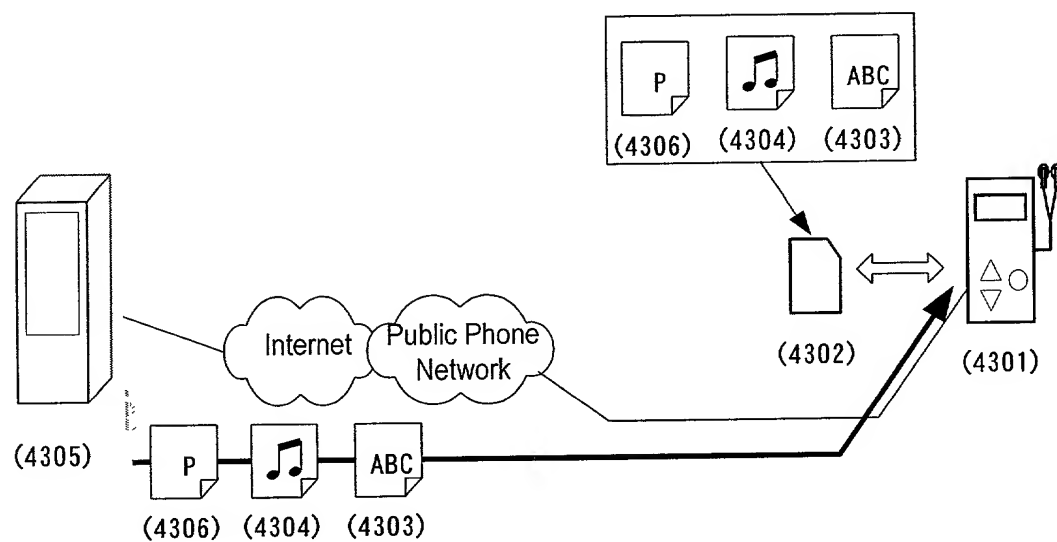 P
ABC
(4306)
(4304)
(4303)
Internet
Public Phone
Network
(4302)
(4301)
(4305)
P
ABC
(4306)
(4304)
(4303)